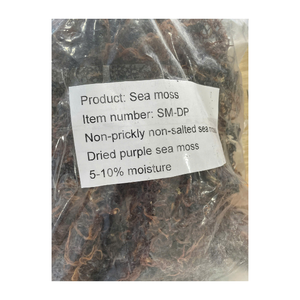 Product: Sea moss
Item number: SM-DP
Non-prickly non-salted sea
Dried purple sea moss
5-10% moisture